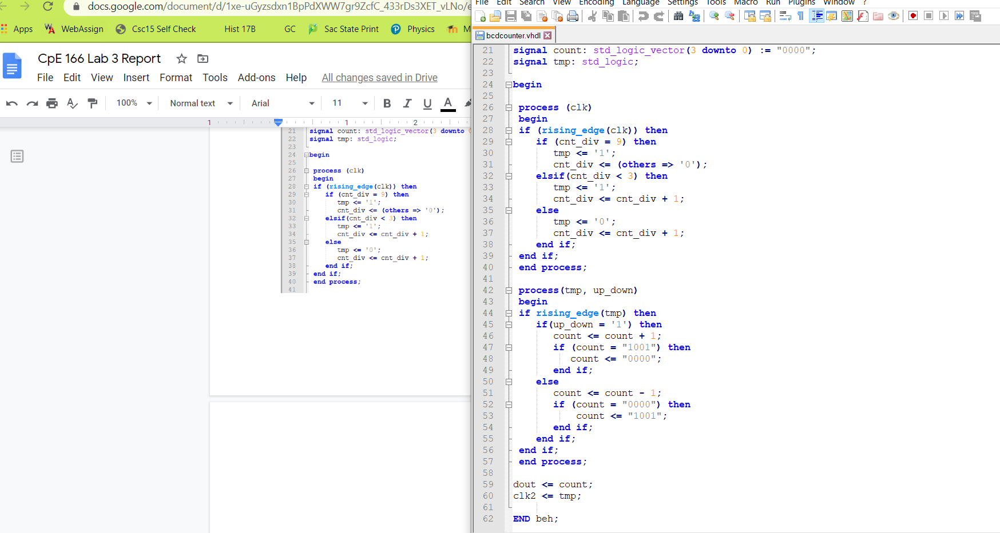 docs.google.com/document/d/1xe-uGyzsdxn1BpPdXWW7gr9ZcfC_433rDs3XET_vLNo/e
Apps WebAssign Csc15 Self Check Hist 17B GC Sac State Print Physics M
CpE 166 Lab 3 Report
File Edit View Insert Format Tools Add-ons Help All changes saved in Drive
100% Normal text Arial 11 B I U A
1 1 2
21 signal count: std_logic_vector(3 downto 0
22 signal tmp: std_logic;
23
24 begin
25
26 process (clk)
27 begin
28 if (rising_edge(clk)) then
29 if (cnt_div = 9) then
30 tmp <= '1';
31 cnt_div <= (others => '0');
32 elsif(cnt_div < 3) then
33 tmp <= '1';
34 cnt_div <= cnt_div + 1;
35 else
36 tmp <= '0';
37 cnt_div <= cnt_div + 1;
38 end if;
39 end if;
40 end process;
41
File Edit Search View Encoding Language Settings Tools Macro Run Plugins Window ?
bcdcounter.vhdl
21 signal count: std_logic_vector(3 downto 0) := "0000";
22 signal tmp: std_logic;
23
24 begin
25
26 process (clk)
27 begin
28 if (rising_edge(clk)) then
29 if (cnt_div = 9) then
30 tmp <= '1';
31 cnt_div <= (others => '0');
32 elsif(cnt_div < 3) then
33 tmp <= '1';
34 cnt_div <= cnt_div + 1;
35 else
36 tmp <= '0';
37 cnt_div <= cnt_div + 1;
38 end if;
39 end if;
40 end process;
41
42 process(tmp, up_down)
43 begin
44 if rising_edge(tmp) then
45 if(up_down = '1') then
46 count <= count + 1;
47 if (count = "1001") then
48 count <= "0000";
49 end if;
50 else
51 count <= count - 1;
52 if (count = "0000") then
53 count <= "1001";
54 end if;
55 end if;
56 end if;
57 end process;
58
59 dout <= count;
60 clk2 <= tmp;
61
62 END beh;